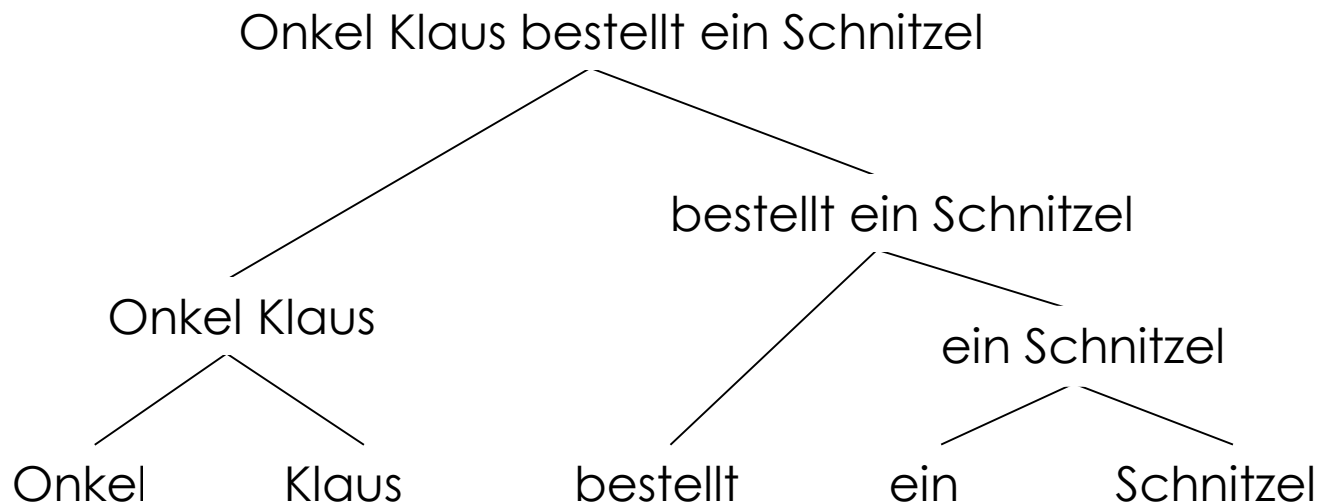 Onkel Klaus bestellt ein Schnitzel
bestellt ein Schnitzel
Onkel Klaus
ein Schnitzel
Onkel Klaus bestellt ein Schnitzel